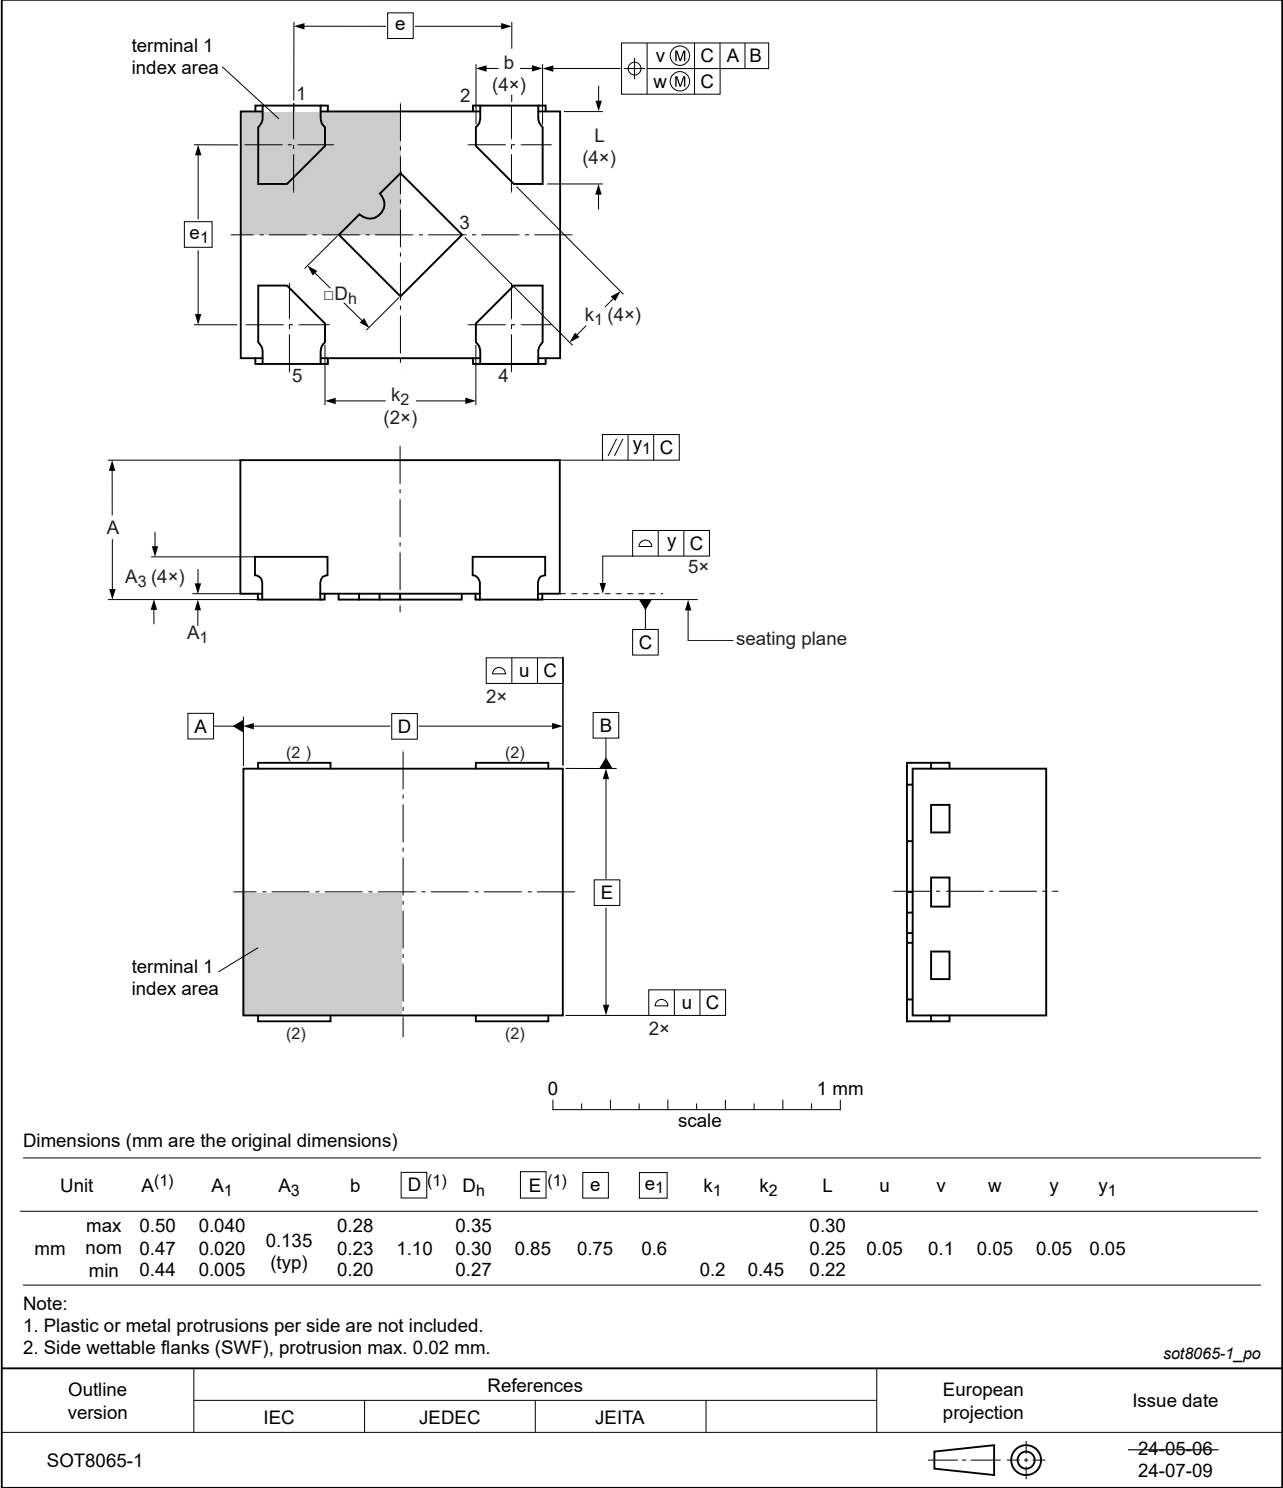 e
terminal 1
index area
b
(4×)
v Ⓜ C A B
w Ⓜ C
1
2
L
(4×)
e1
3
□Dh
k1 (4×)
5
4
k2
(2×)
// y1 C
A
⌓ y C
5×
A3 (4×)
A1
C
seating plane
⌓ u C
2×
A
D
B
(2 )
(2)
E
terminal 1
index area
⌓ u C
2×
(2)
(2)
0 1 mm
scale
Dimensions (mm are the original dimensions)
Unit A(1) A1 A3 b D(1) Dh E(1) e e1 k1 k2 L u v w y y1
max 0.50 0.040 0.28 0.35 0.30
mm nom 0.47 0.020 0.135 (typ) 0.23 1.10 0.30 0.85 0.75 0.6 0.25 0.05 0.1 0.05 0.05 0.05
min 0.44 0.005 0.20 0.27 0.2 0.45 0.22
Note:
1. Plastic or metal protrusions per side are not included.
2. Side wettable flanks (SWF), protrusion max. 0.02 mm.
sot8065-1_po
Outline
version
References
IEC JEDEC JEITA
European
projection
Issue date
SOT8065-1
24-05-06
24-07-09